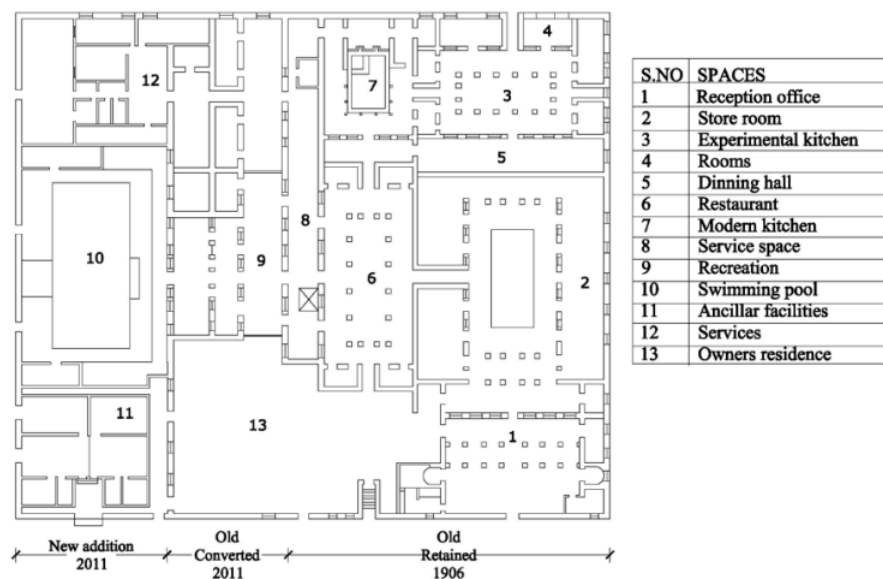 4
12
7
3
5
8
10
9
6
2
11
13
1
New addition
2011
Old
Converted
2011
Old
Retained
1906
S.NO SPACES
1 Reception office
2 Store room
3 Experimental kitchen
4 Rooms
5 Dinning hall
6 Restaurant
7 Modern kitchen
8 Service space
9 Recreation
10 Swimming pool
11 Ancillar facilities
12 Services
13 Owners residence